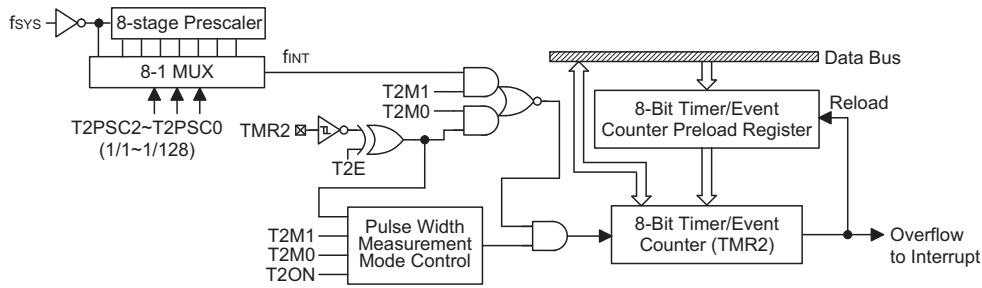 fSYS
8-stage Prescaler
8-1 MUX
fINT
T2PSC2~T2PSC0
(1/1~1/128)
TMR2
T2E
T2M1
T2M0
T2M1
T2M0
T2ON
Pulse Width
Measurement
Mode Control
Data Bus
8-Bit Timer/Event
Counter Preload Register
Reload
8-Bit Timer/Event
Counter (TMR2)
Overflow
to Interrupt